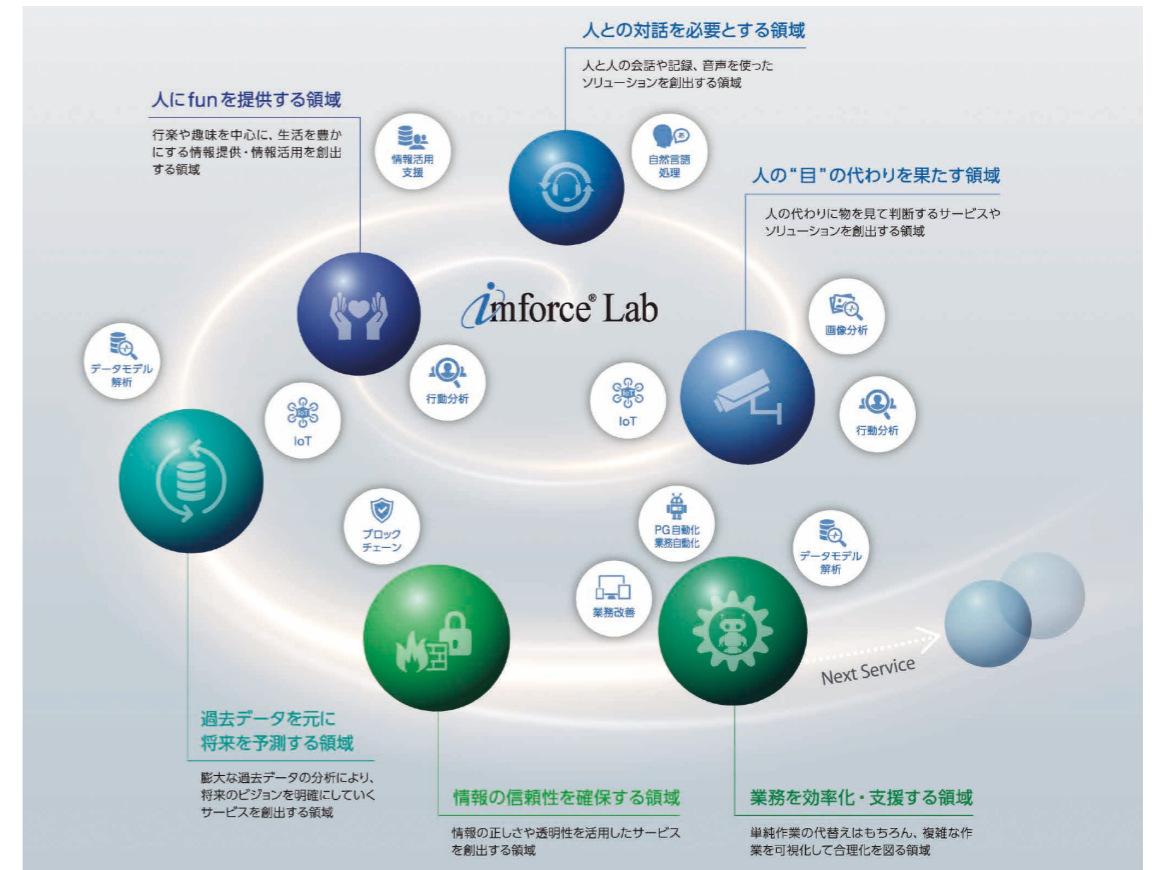 人との対話を必要とする領域
人と人の会話や記録、音声を使った
ソリューションを創出する領域
人にfunを提供する領域
行楽や趣味を中心に、生活を豊か
にする情報提供・情報活用を創出
する領域
情報活用
支援
自然言語
処理
人の“目”の代わりを果たす領域
人の代わりに物を見て判断するサービスや
ソリューションを創出する領域
imforce® Lab
画像分析
データモデル
解析
行動分析
IoT
IoT
行動分析
ブロック
チェーン
PG自動化
業務自動化
データモデル
解析
業務改善
Next Service
過去データを元に
将来を予測する領域
膨大な過去データの分析により、
将来のビジョンを明確にしていく
サービスを創出する領域
情報の信頼性を確保する領域
情報の正しさや透明性を活用したサービス
を創出する領域
業務を効率化・支援する領域
単純作業の代替えはもちろん、複雑な作
業を可視化して合理化を図る領域